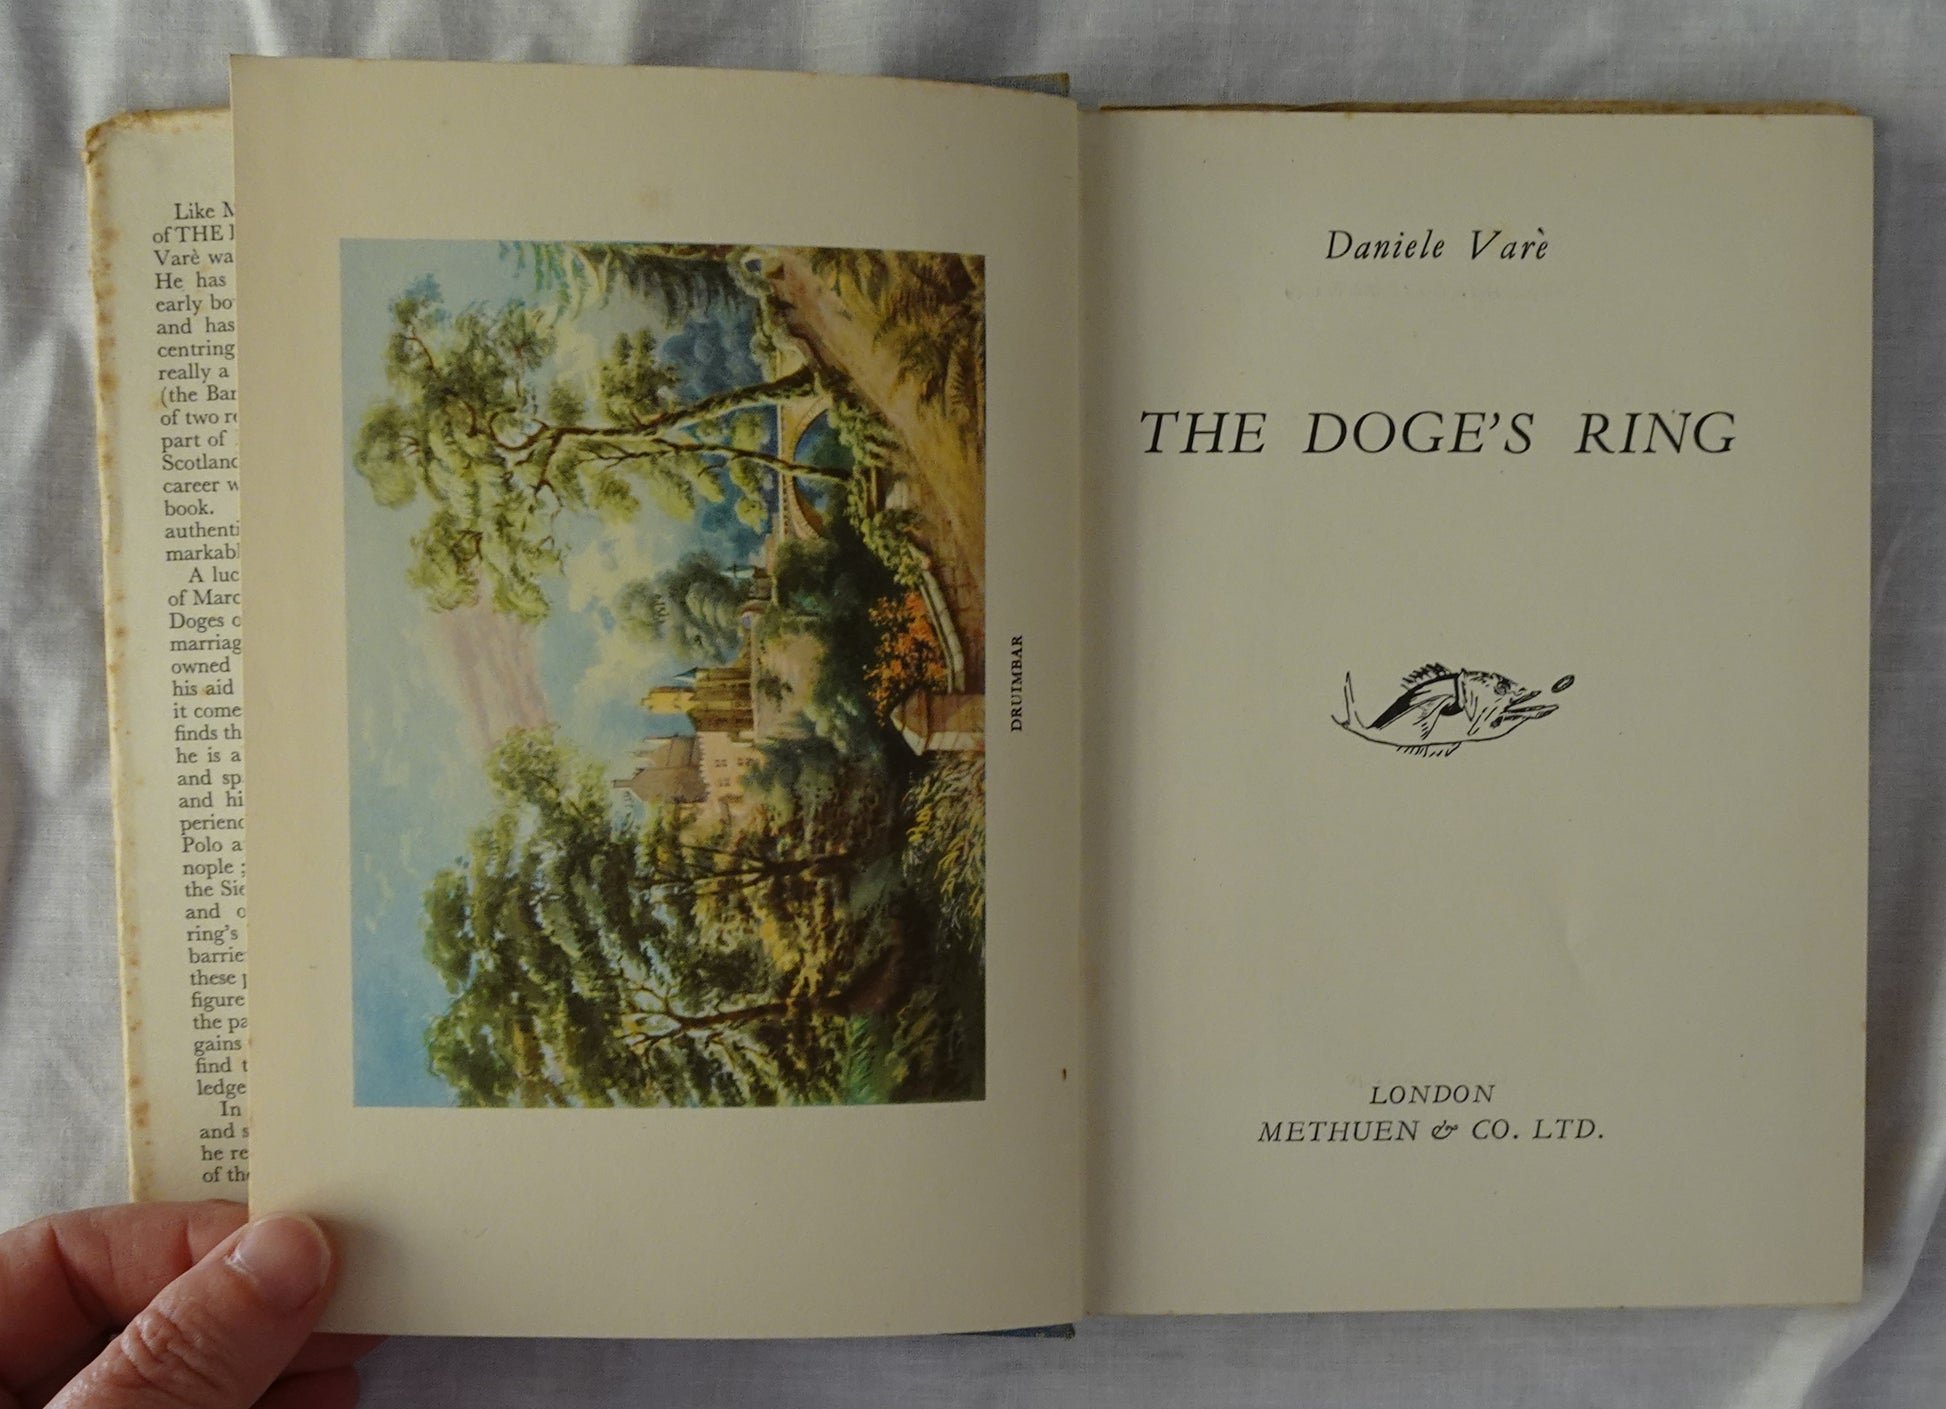 Like
of THE
Varè wa
He has
early bo
and has
centring
really a
(the Bar
of two re
part of
Scotland
career w
book.
authenti
markabl
A luc
of Marc
Doges o
marriag
owned
his aid
it come
finds th
he is a
and sp
and hi
perienc
Polo a
nople ;
the Sie
and o
ring's
barrie
these
figure
the pa
gains
find t
ledge
In
and s
he re
of the
DRUIMBAR
Daniele Varè
THE DOGE'S RING
LONDON
METHUEN & CO. LTD.